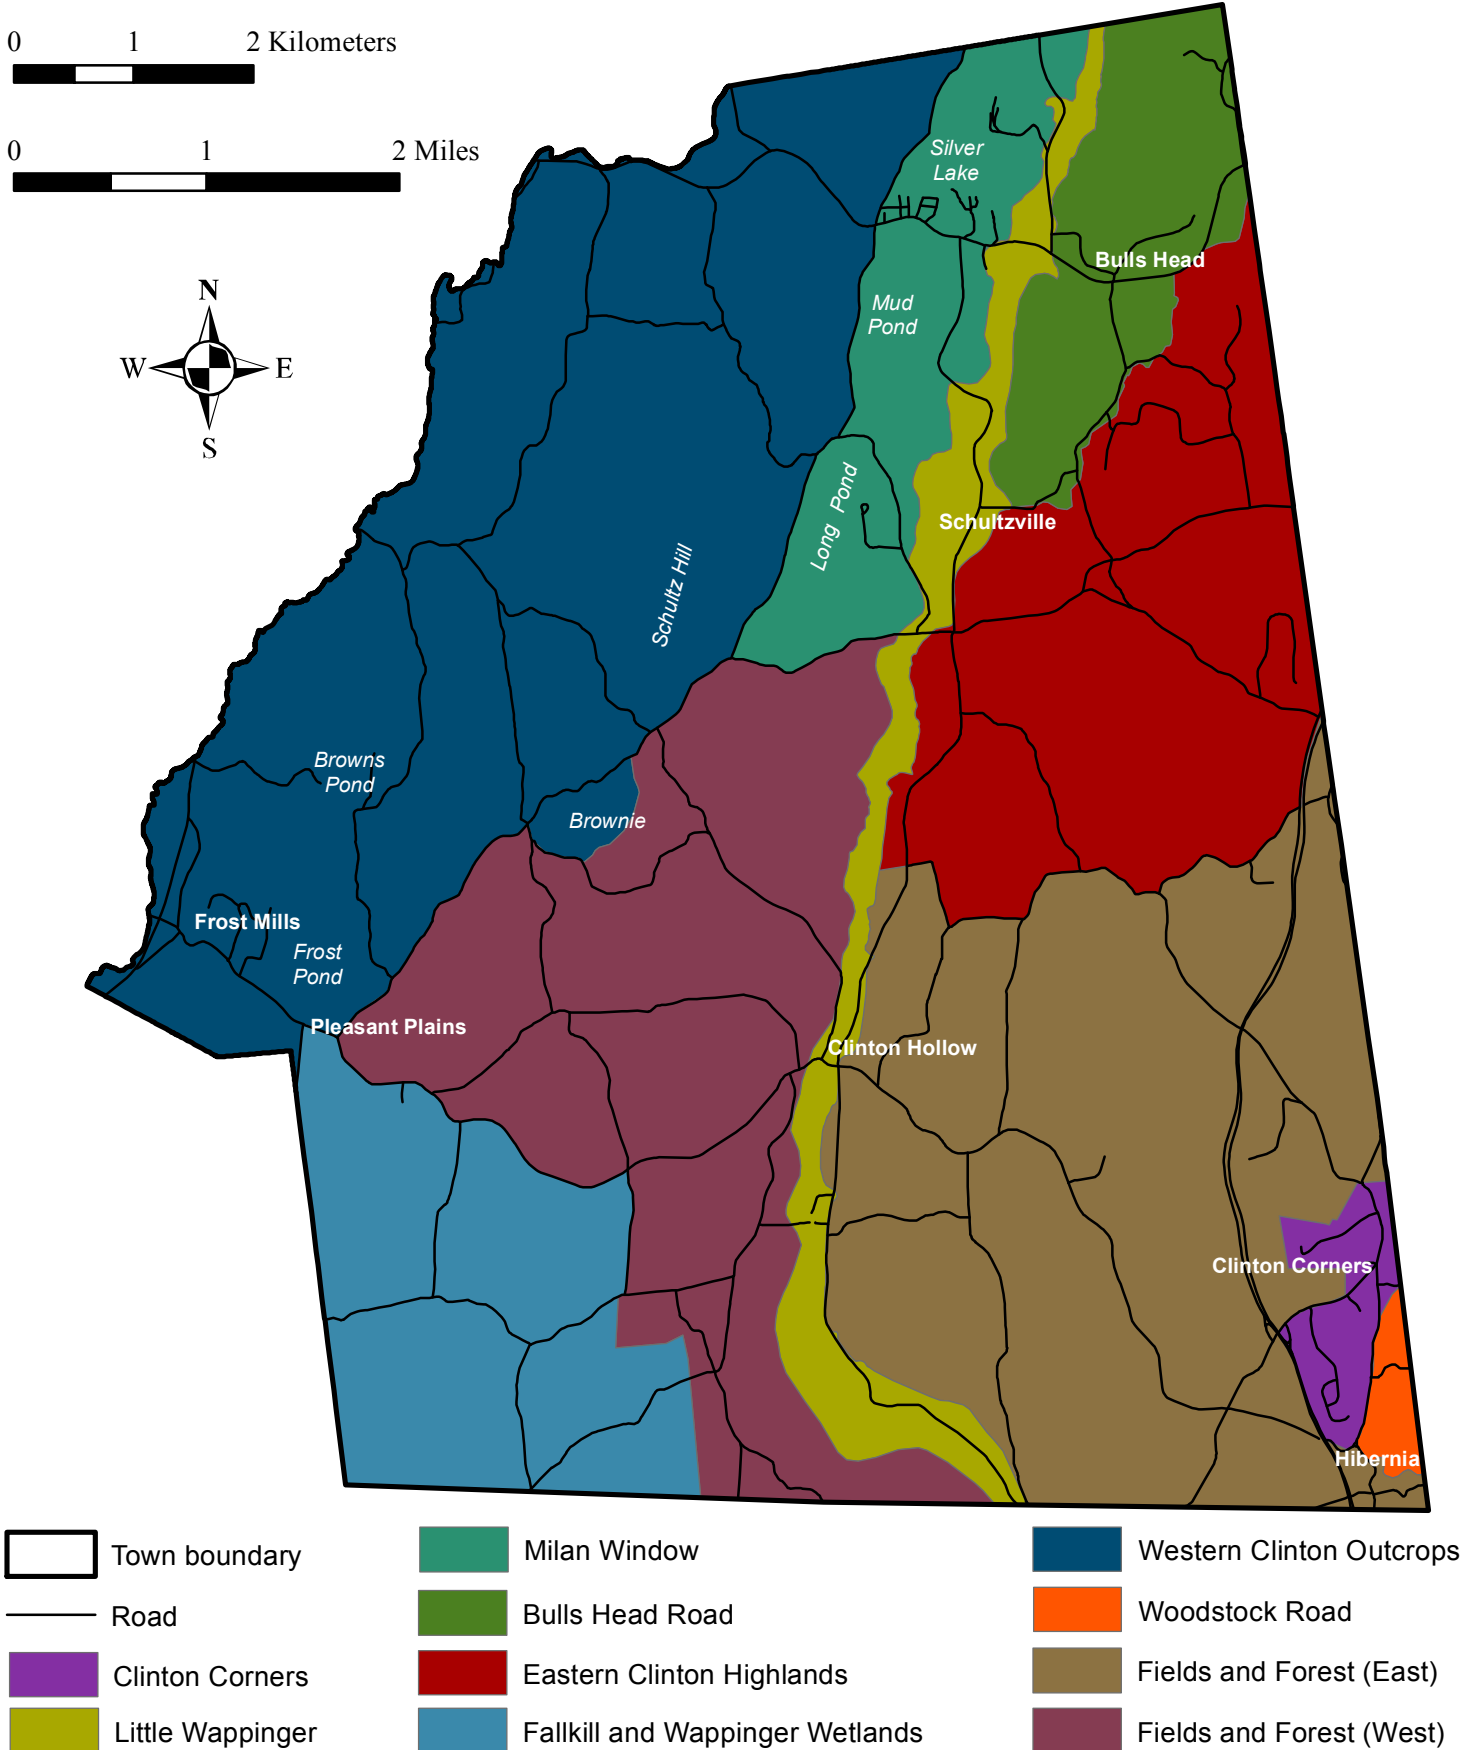 0 1 2 Kilometers
0 1 2 Miles
N
W E
S
Silver
Lake
Bulls Head
Mud
Pond
Long Pond
Schultzville
Schultz Hill
Browns
Pond
Brownie
Frost Mills
Frost
Pond
Pleasant Plains
Clinton Hollow
Clinton Corners
Hibernia
Town boundary
Road
Clinton Corners
Little Wappinger
Milan Window
Bulls Head Road
Eastern Clinton Highlands
Fallkill and Wappinger Wetlands
Western Clinton Outcrops
Woodstock Road
Fields and Forest (East)
Fields and Forest (West)